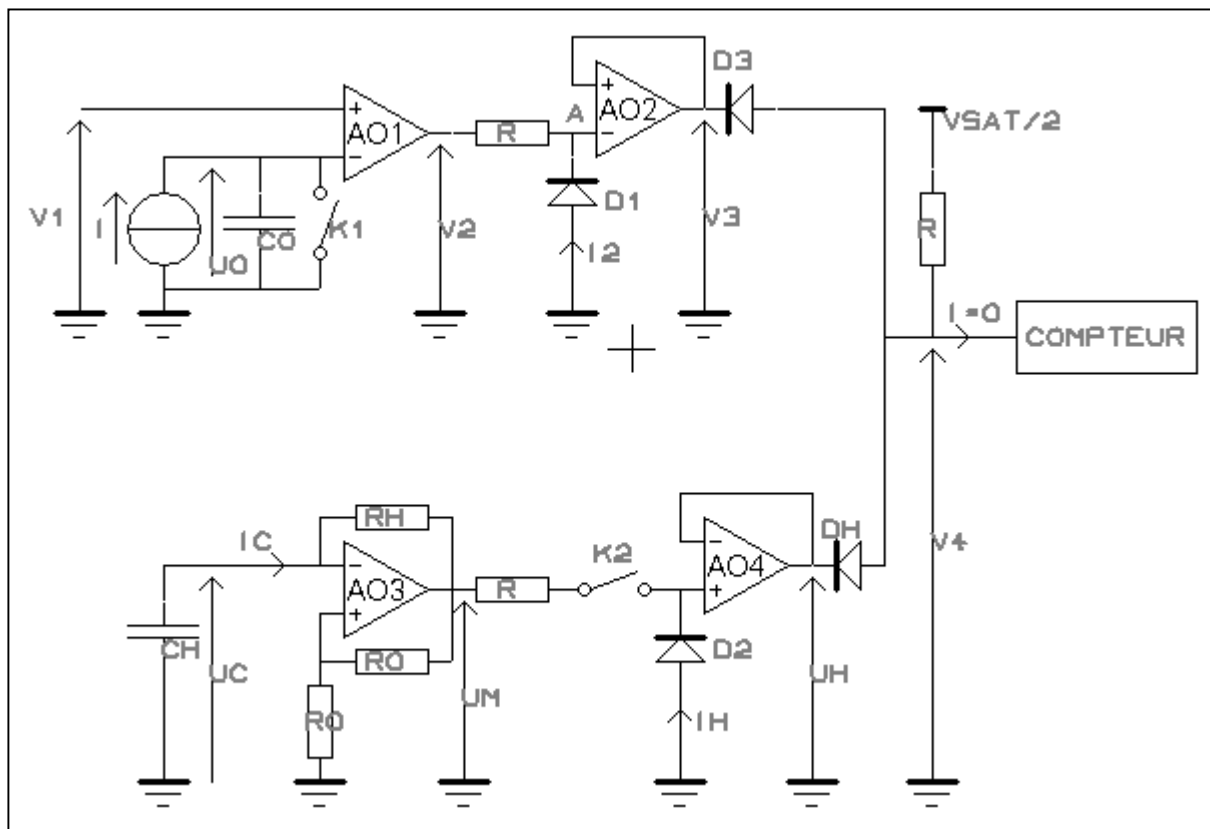 D3
+
AO2
-
A
VSAT/2
+
AO1
-
R
D1
V1
I
U0
C0
K1
V2
I2
V3
R
I=0
COMPTEUR
RH
IC
-
AO3
+
R
K2
-
AO4
+
DH
V4
CH
UC
R0
R0
UM
D2
IH
UH